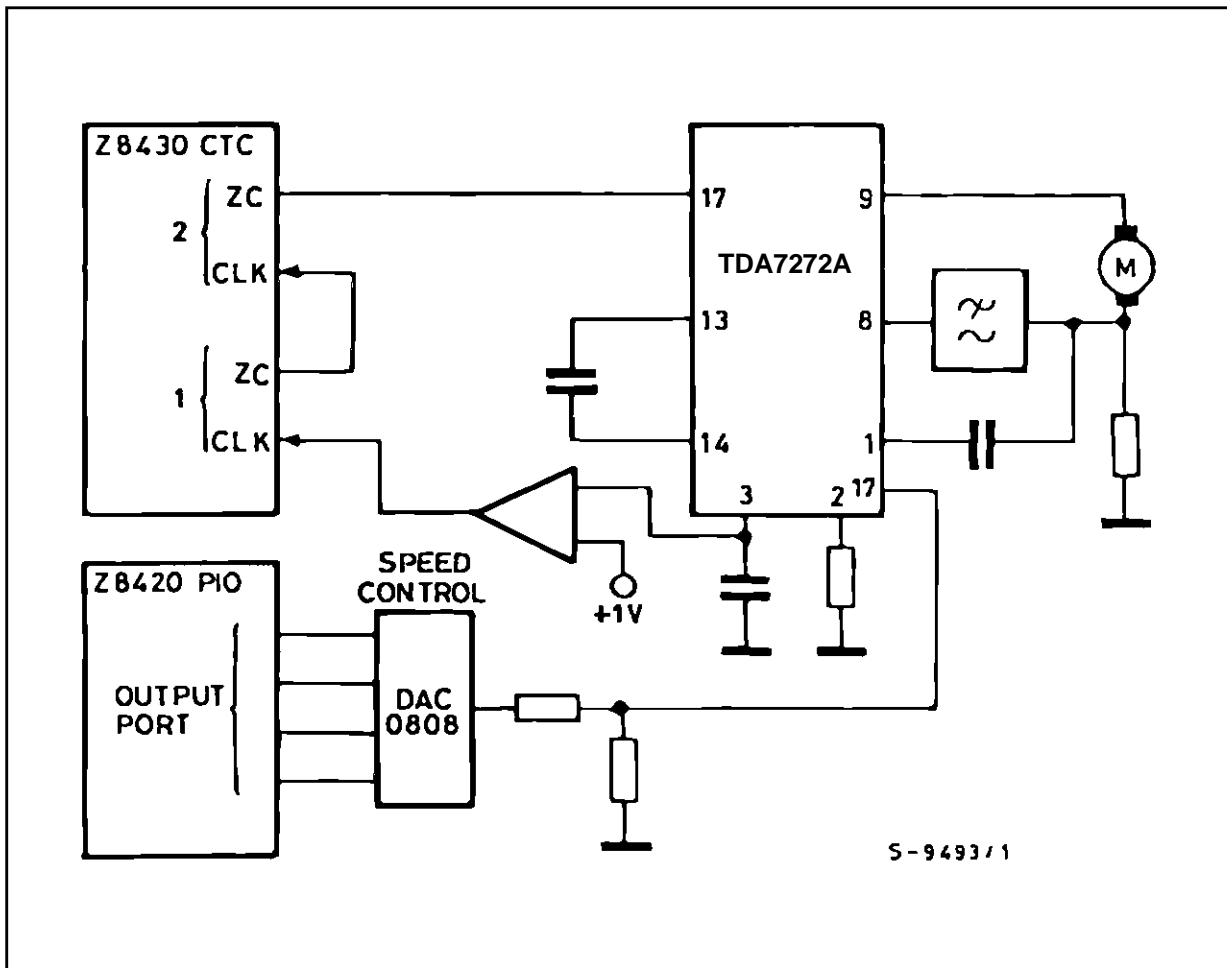 Z8430 CTC
ZC
2
CLK
ZC
1
CLK
TDA7272A
17
9
13
8
14
1
17
3
2
M
+1V
Z8420 PIO
OUTPUT
PORT
SPEED
CONTROL
DAC
0808
S-9493/1